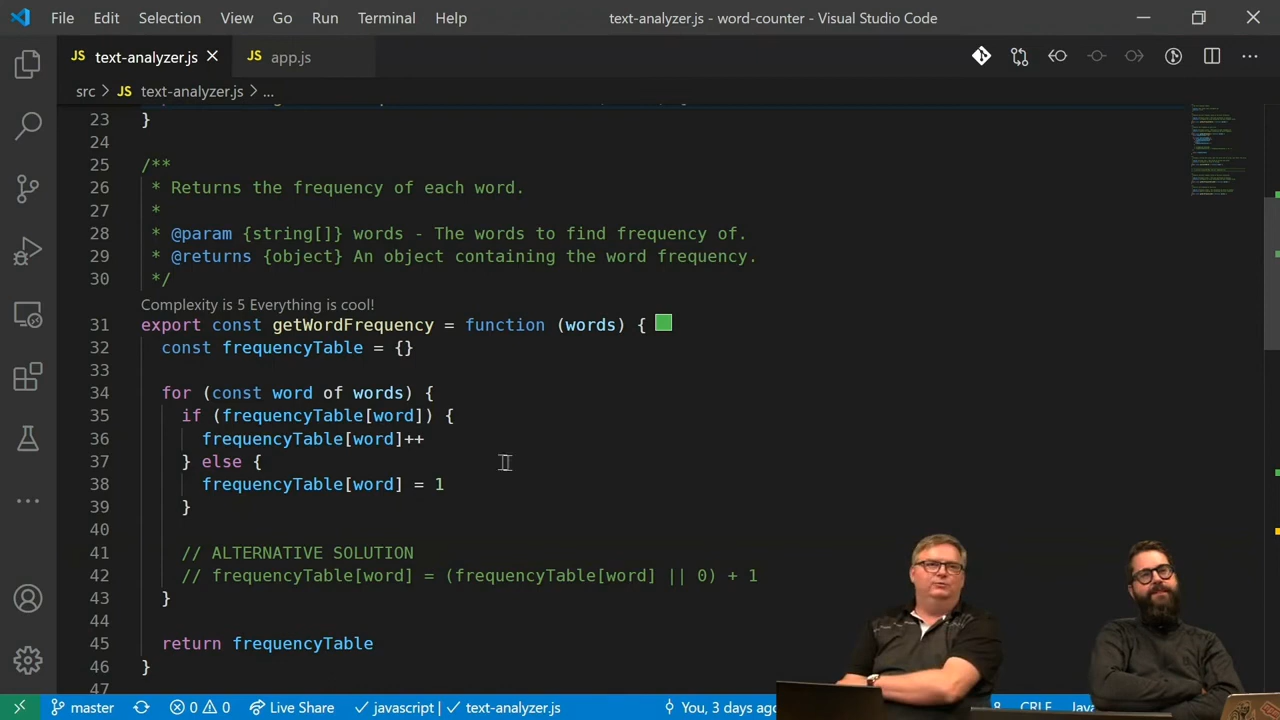 File Edit Selection View Go Run Terminal Help text-analyzer.js - word-counter - Visual Studio Code
JS text-analyzer.js JS app.js
src > JS text-analyzer.js > ...
23 }
24
25 /**
26 * Returns the frequency of each word.
27 *
28 * @param {string[]} words - The words to find frequency of.
29 * @returns {object} An object containing the word frequency.
30 */
Complexity is 5 Everything is cool!
31 export const getWordFrequency = function (words) {
32 const frequencyTable = {}
33
34 for (const word of words) {
35 if (frequencyTable[word]) {
36 frequencyTable[word]++
37 } else {
38 frequencyTable[word] = 1
39 }
40
41 // ALTERNATIVE SOLUTION
42 // frequencyTable[word] = (frequencyTable[word] || 0) + 1
43 }
44
45 return frequencyTable
46 }
47
master 0 0 Live Share javascript | text-analyzer.js You, 3 days ago 8 CRLF